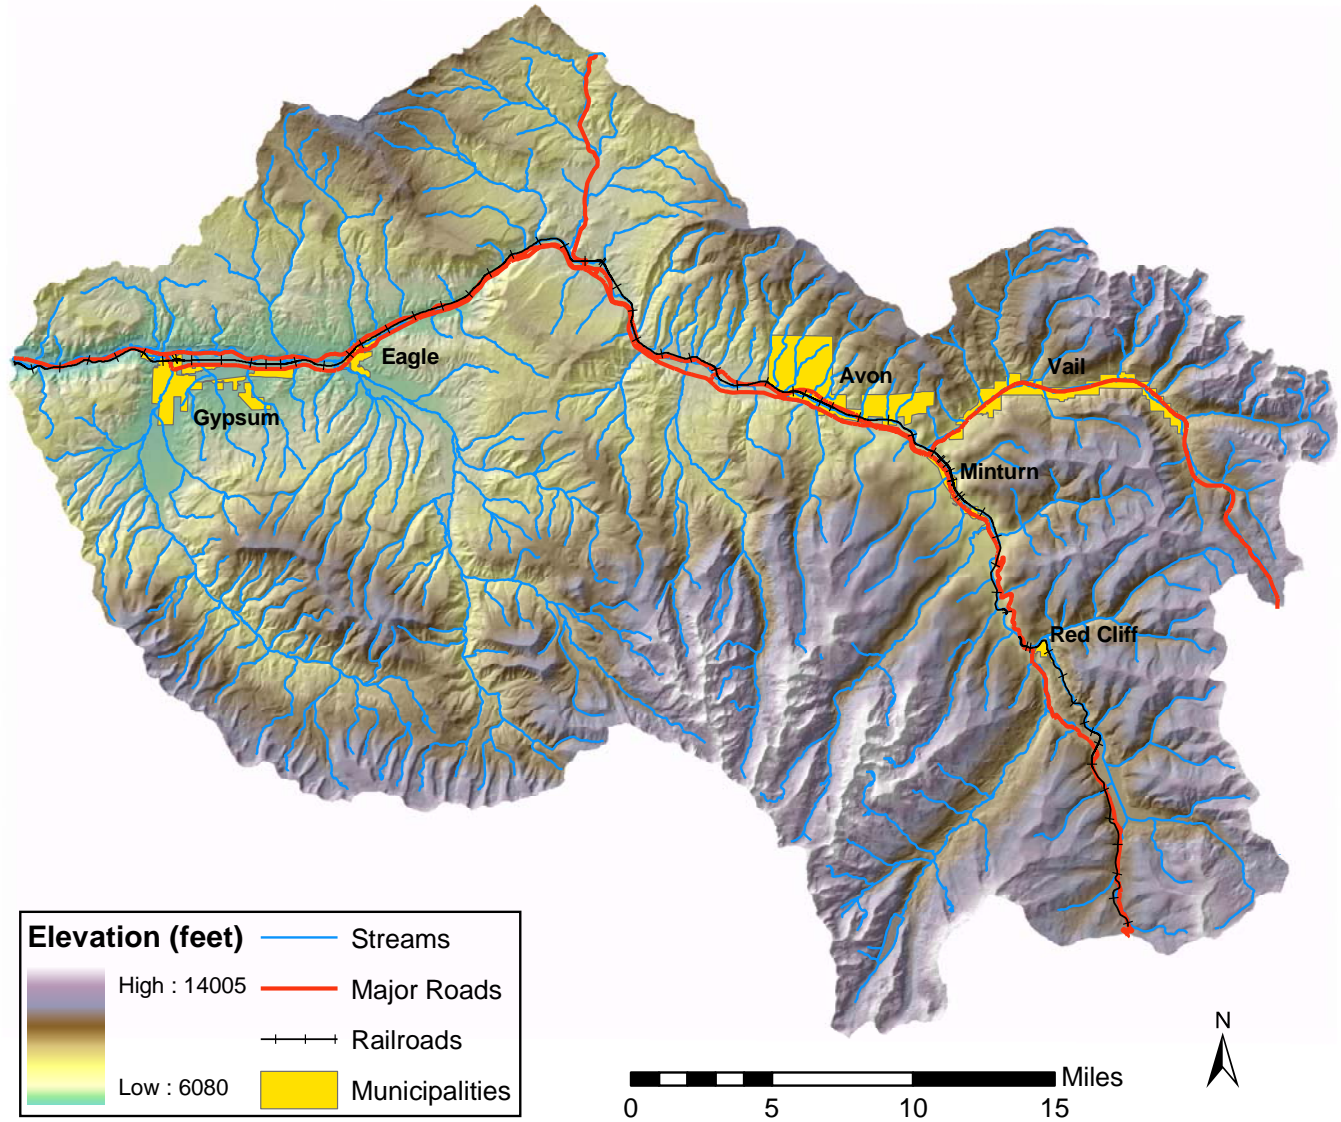 Eagle
Vail
Avon
Gypsum
Minturn
Red Cliff
Elevation (feet)
High : 14005
Low : 6080
Streams
Major Roads
Railroads
Municipalities
N
Miles
0 5 10 15